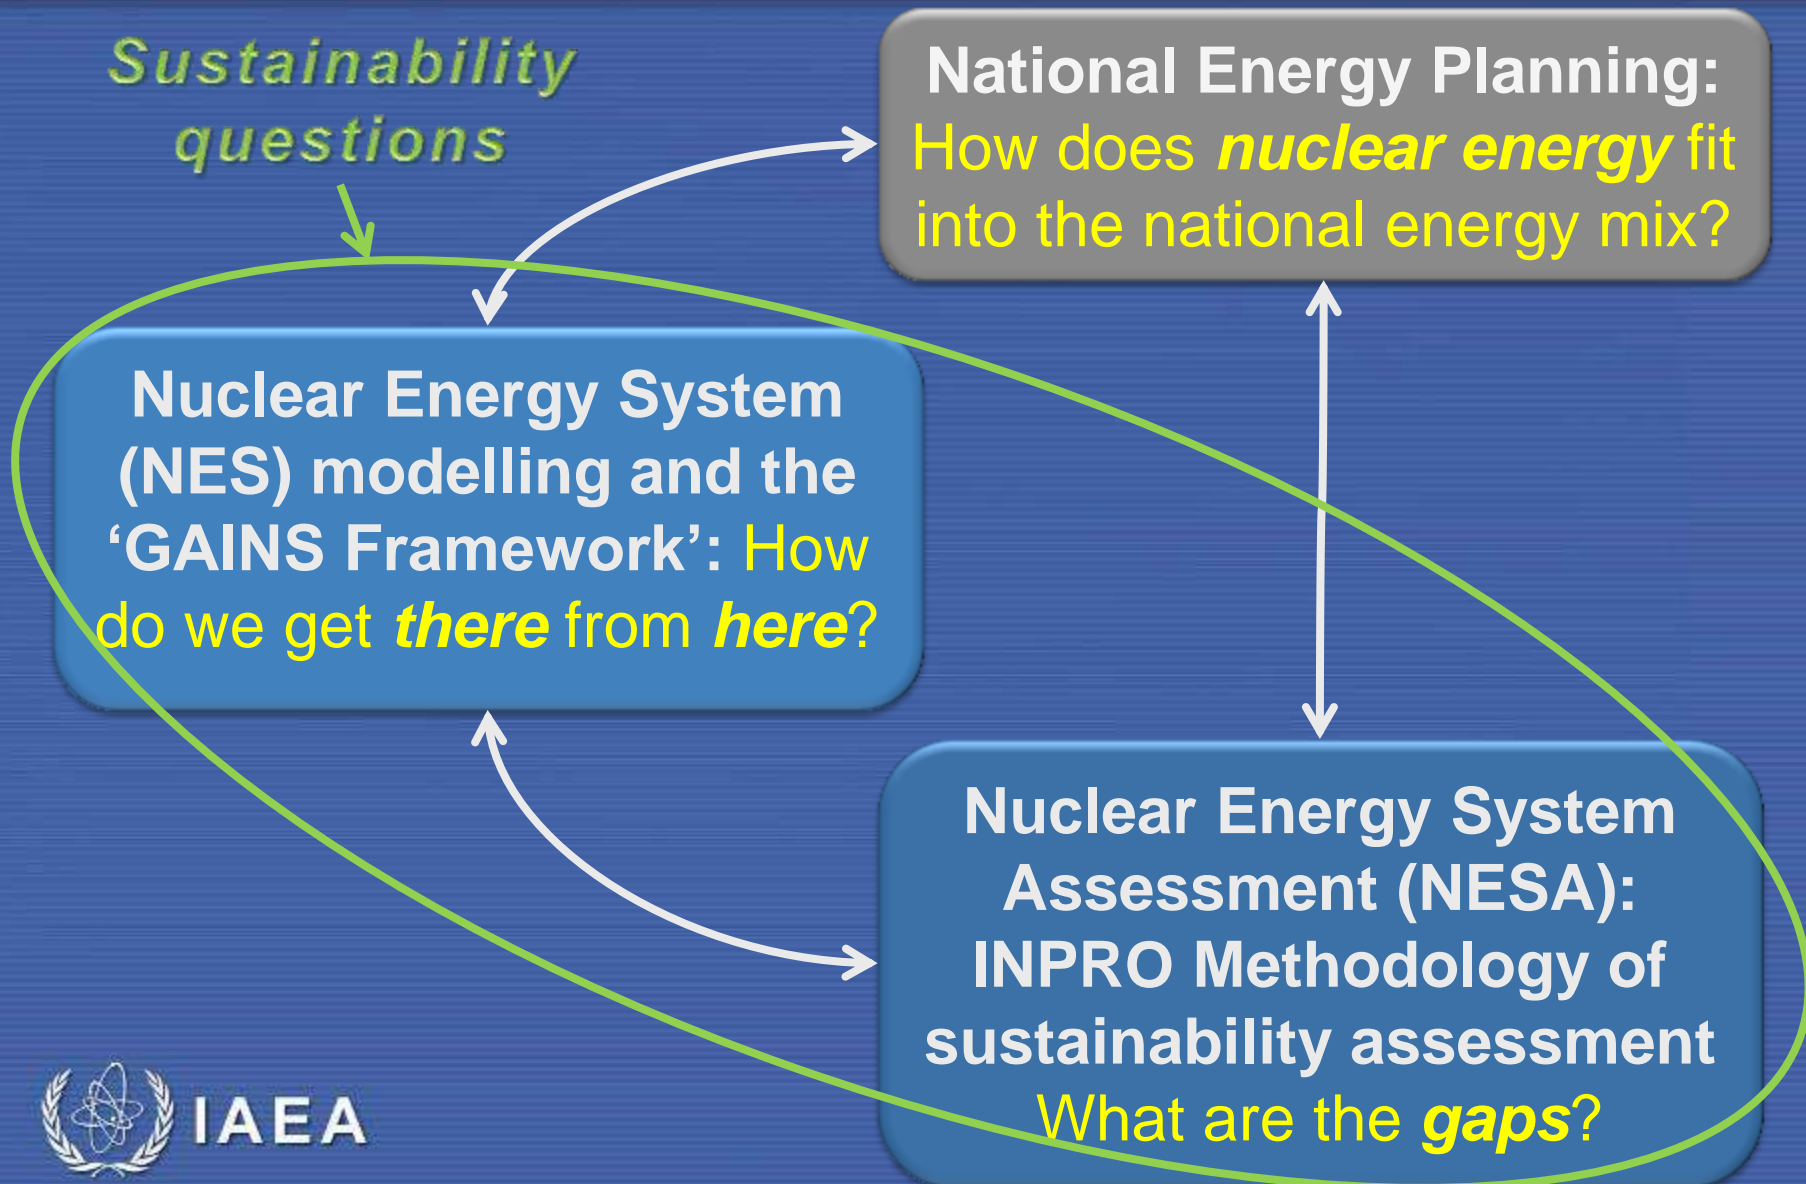 Sustainability
questions
National Energy Planning:
How does nuclear energy fit
into the national energy mix?
Nuclear Energy System
(NES) modelling and the
‘GAINS Framework’: How
do we get there from here?
Nuclear Energy System
Assessment (NESA):
INPRO Methodology of
sustainability assessment
What are the gaps?
IAEA